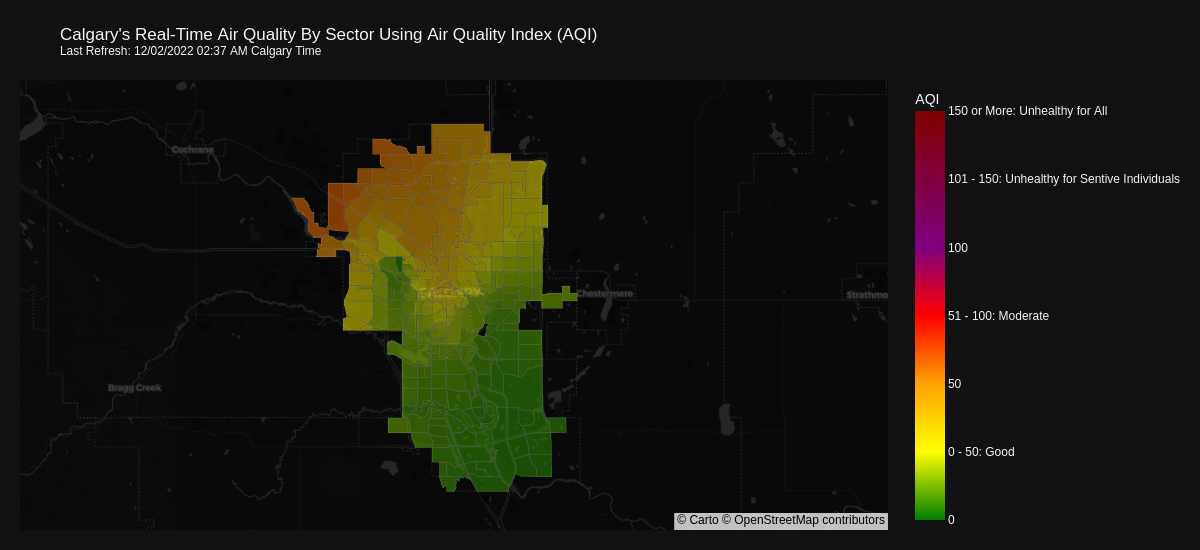 Calgary's Real-Time Air Quality By Sector Using Air Quality Index (AQI)
Last Refresh: 12/02/2022 02:37 AM Calgary Time
AQI
150 or More: Unhealthy for All
101 - 150: Unhealthy for Sentive Individuals
100
51 - 100: Moderate
50
0 - 50: Good
0
Cochrane
Chestermere
Strathmo
Bragg Creek
© Carto © OpenStreetMap contributors